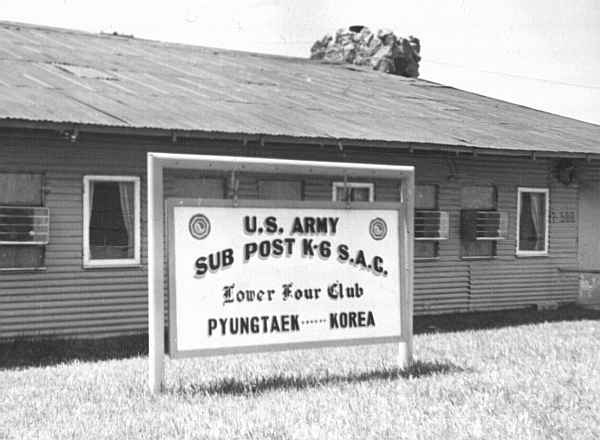 U.S. ARMY
SUB POST K-6 S.A.C.
Lower Four Club
PYUNGTAEK······KOREA